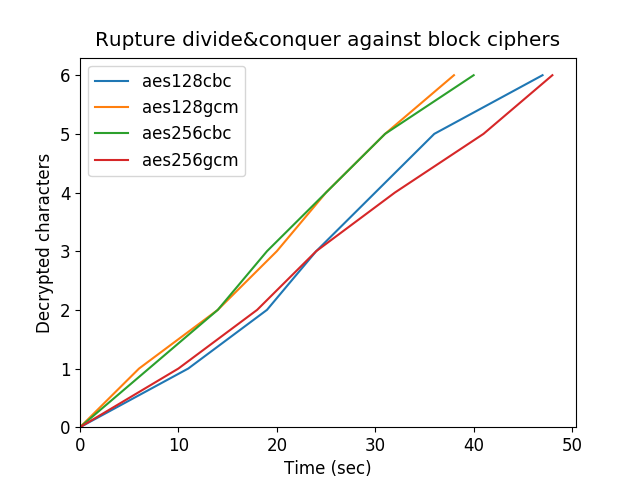 Rupture divide&conquer against block ciphers
aes128cbc
aes128gcm
aes256cbc
aes256gcm
Decrypted characters
6
5
4
3
2
1
0
0 10 20 30 40 50
Time (sec)